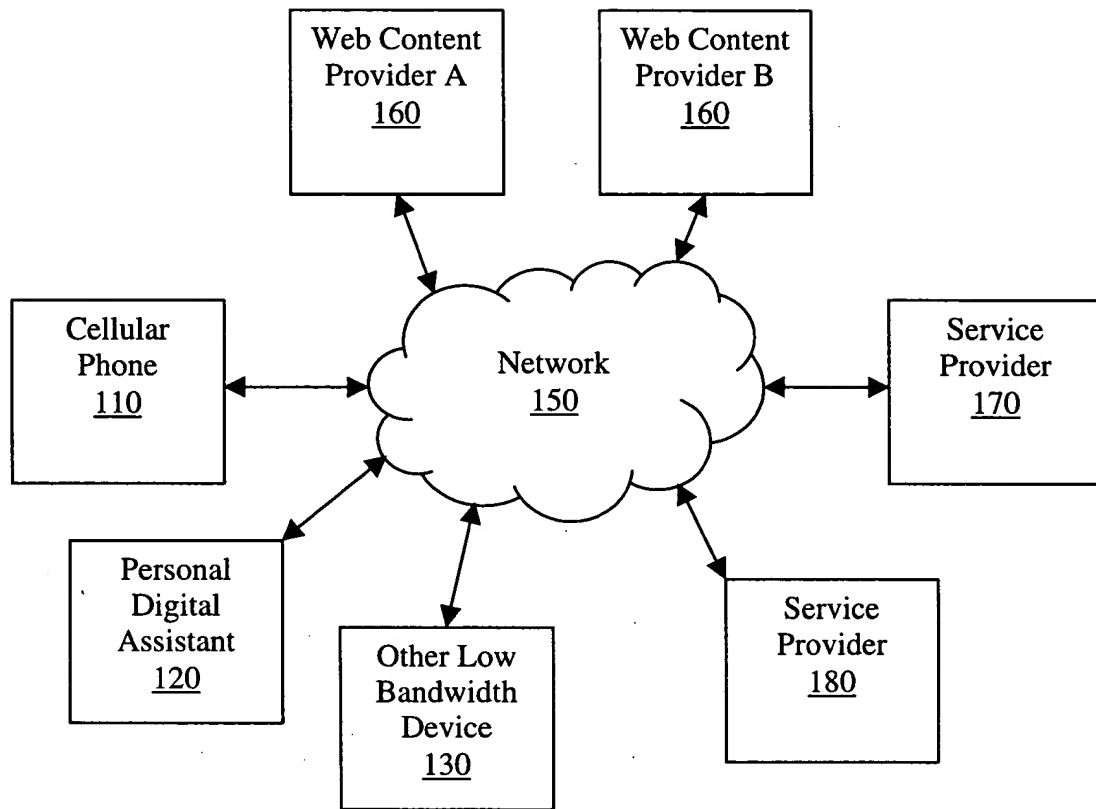 Web Content
Provider A
160
Web Content
Provider B
160
Cellular
Phone
110
Network
150
Service
Provider
170
Personal
Digital
Assistant
120
Other Low
Bandwidth
Device
130
Service
Provider
180